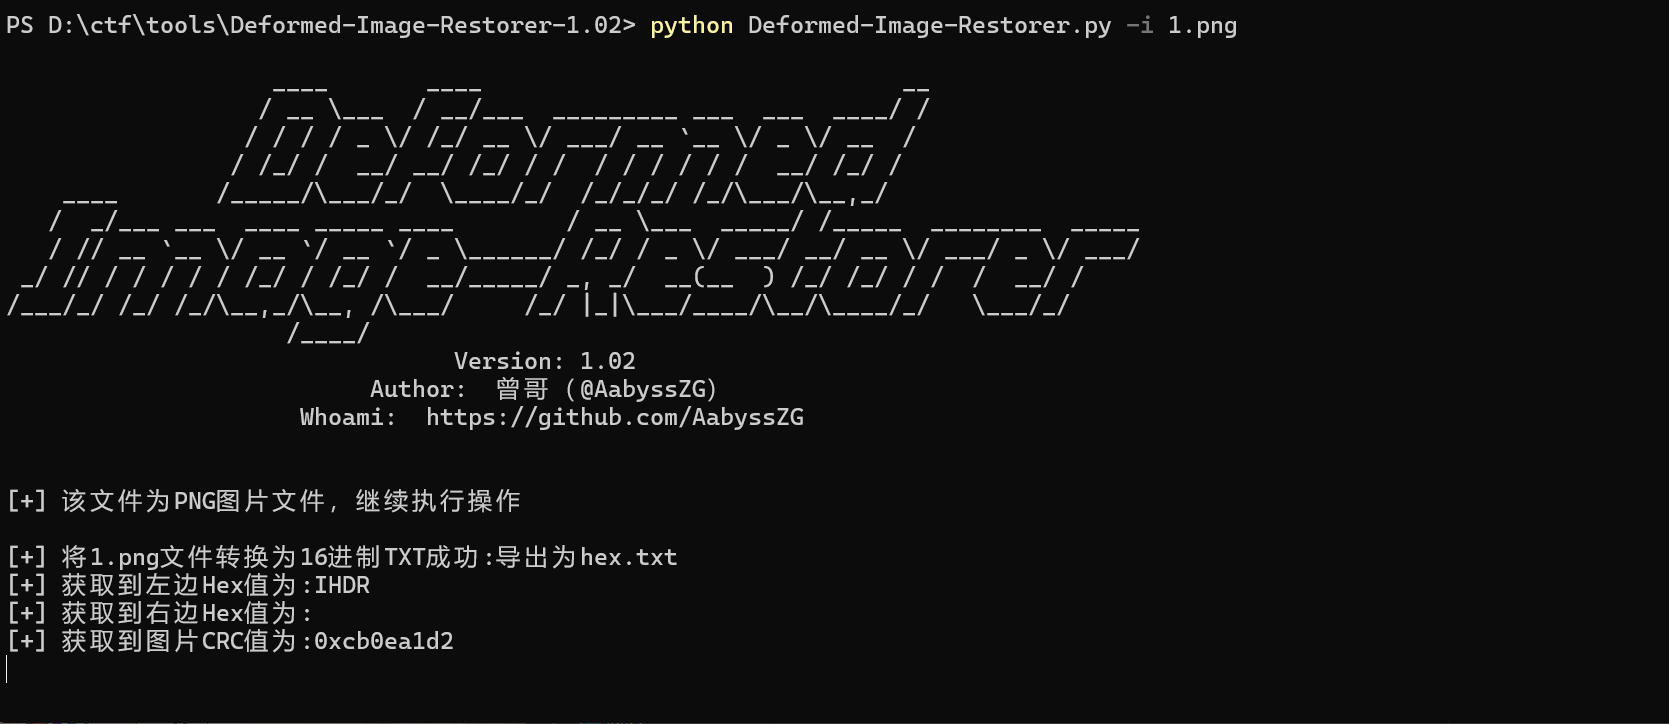 PS D:\ctf\tools\Deformed-Image-Restorer-1.02> python Deformed-Image-Restorer.py -i 1.png
Deformed
Image-Restorer
Version: 1.02
Author:  曾哥 (@AabyssZG)
Whoami:  https://github.com/AabyssZG
[+] 该文件为PNG图片文件, 继续执行操作
[+] 将1.png文件转换为16进制TXT成功:导出为hex.txt
[+] 获取到左边Hex值为:IHDR
[+] 获取到右边Hex值为:
[+] 获取到图片CRC值为:0xcb0ea1d2